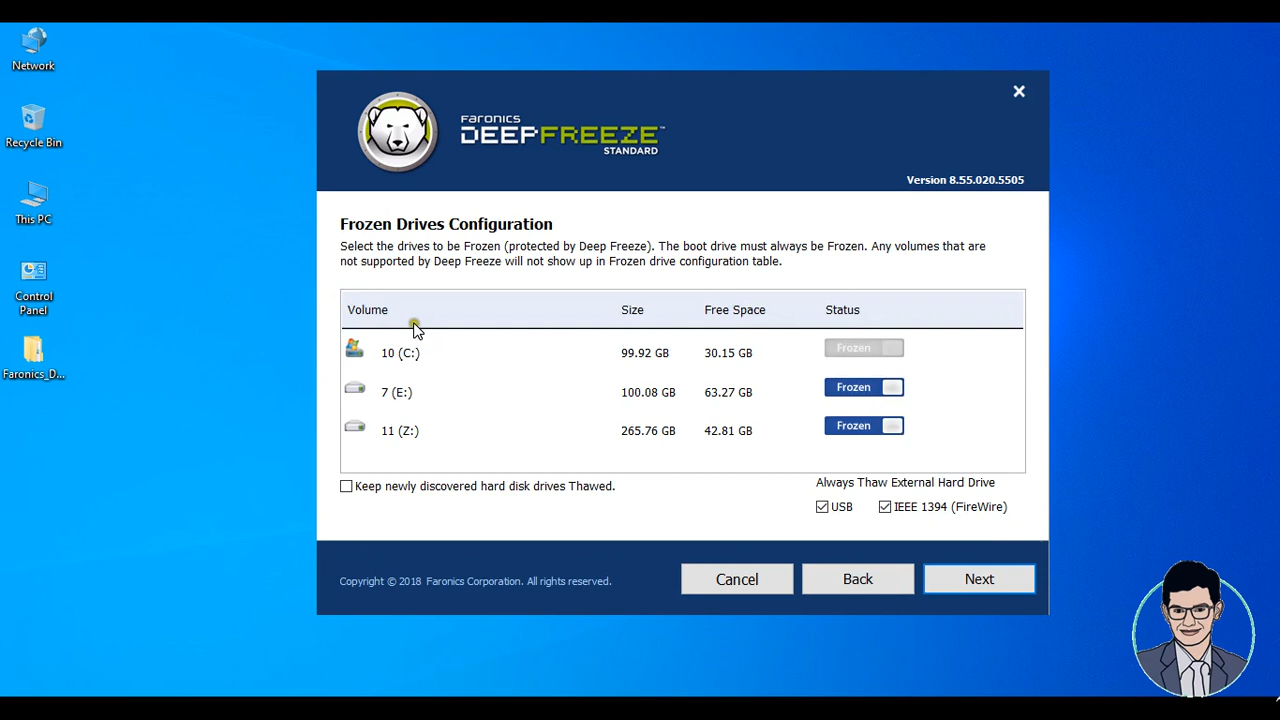 Network
Recycle Bin
This PC
Control
Panel
Faronics_D...
FARONICS
DEEPFREEZE™
STANDARD
Version 8.55.020.5505
Frozen Drives Configuration
Select the drives to be Frozen (protected by Deep Freeze). The boot drive must always be Frozen. Any volumes that are
not supported by Deep Freeze will not show up in Frozen drive configuration table.
Volume Size Free Space Status
10 (C:) 99.92 GB 30.15 GB Frozen
7 (E:) 100.08 GB 63.27 GB Frozen
11 (Z:) 265.76 GB 42.81 GB Frozen
Keep newly discovered hard disk drives Thawed.
Always Thaw External Hard Drive
USB IEEE 1394 (FireWire)
Copyright © 2018 Faronics Corporation. All rights reserved.
Cancel Back Next